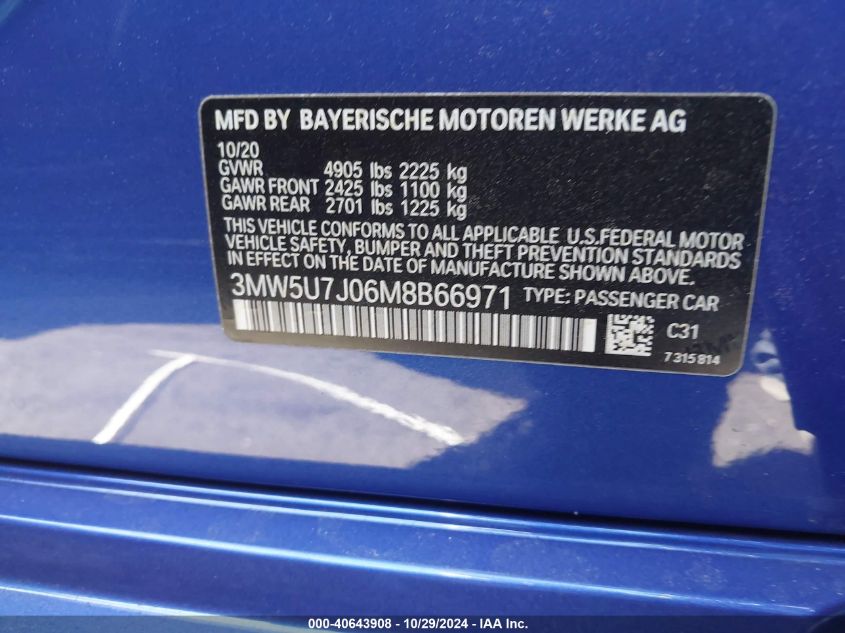 MFD BY BAYERISCHE MOTOREN WERKE AG
10/20
GVWR 4905 lbs 2225 kg
GAWR FRONT 2425 lbs 1100 kg
GAWR REAR 2701 lbs 1225 kg
THIS VEHICLE CONFORMS TO ALL APPLICABLE U.S.FEDERAL MOTOR
VEHICLE SAFETY, BUMPER AND THEFT PREVENTION STANDARDS
IN EFFECT ON THE DATE OF MANUFACTURE SHOWN ABOVE.
3MW5U7J06M8B66971 TYPE: PASSENGER CAR
C31
7315814
000-40643908 - 10/29/2024 - IAA Inc.